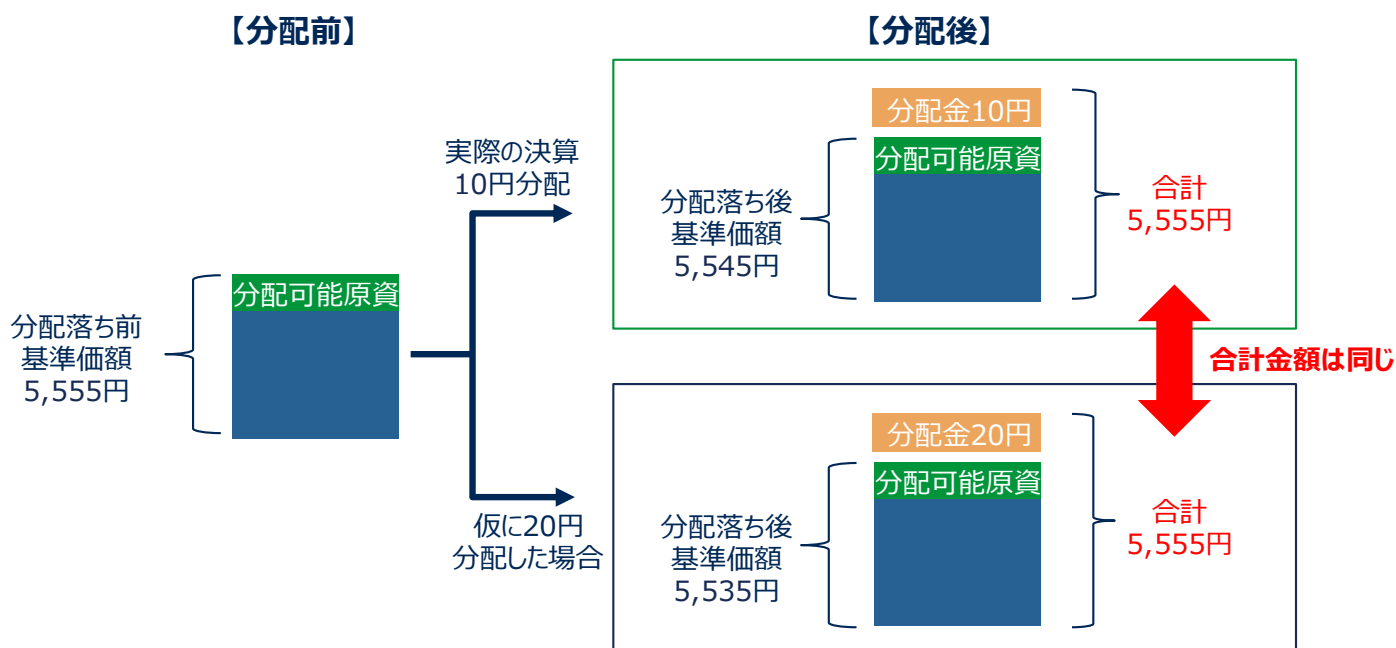 【分配前】
【分配後】
分配落ち前
基準価額
5,555円
分配可能原資
実際の決算
10円分配
分配落ち後
基準価額
5,545円
分配金10円
分配可能原資
合計
5,555円
合計金額は同じ
仮に20円
分配した場合
分配落ち後
基準価額
5,535円
分配金20円
分配可能原資
合計
5,555円